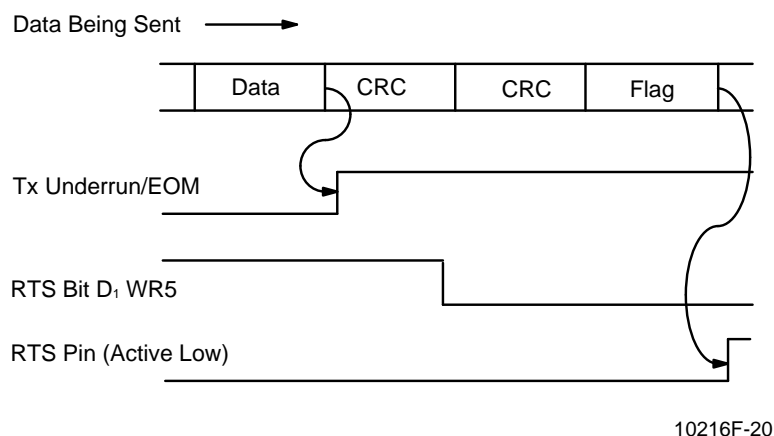 Data Being Sent
Data CRC CRC Flag
Tx Underrun/EOM
RTS Bit D₁ WR5
RTS Pin (Active Low)
10216F-20